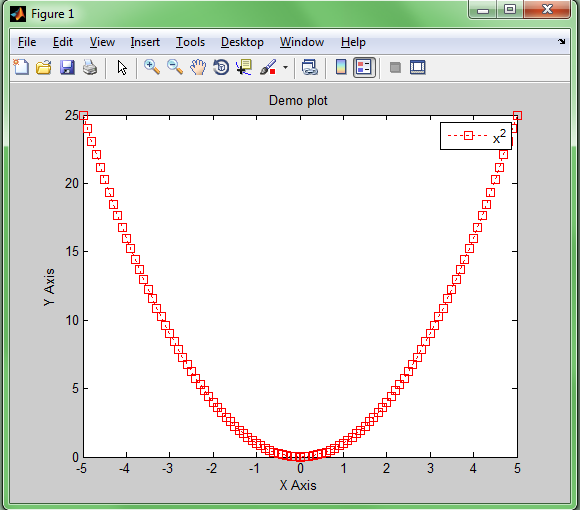 Figure 1
File Edit View Insert Tools Desktop Window Help
Demo plot
x²
25
20
15
10
5
0
Y Axis
-5 -4 -3 -2 -1 0 1 2 3 4 5
X Axis